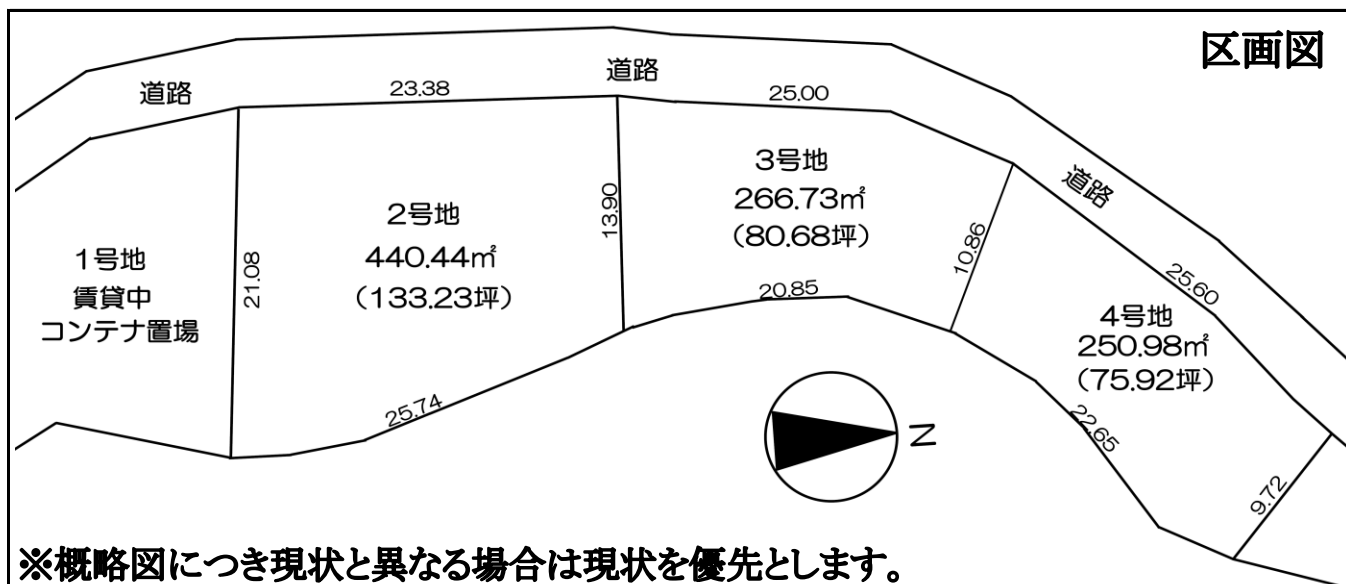 区画図
道路
23.38
道路
25.00
道路
1号地
賃貸中
コンテナ置場
21.08
2号地
440.44㎡
(133.23坪)
13.90
3号地
266.73㎡
(80.68坪)
10.86
20.85
25.60
4号地
250.98㎡
(75.92坪)
25.74
22.65
9.72
N
※概略図につき現状と異なる場合は現状を優先とします。